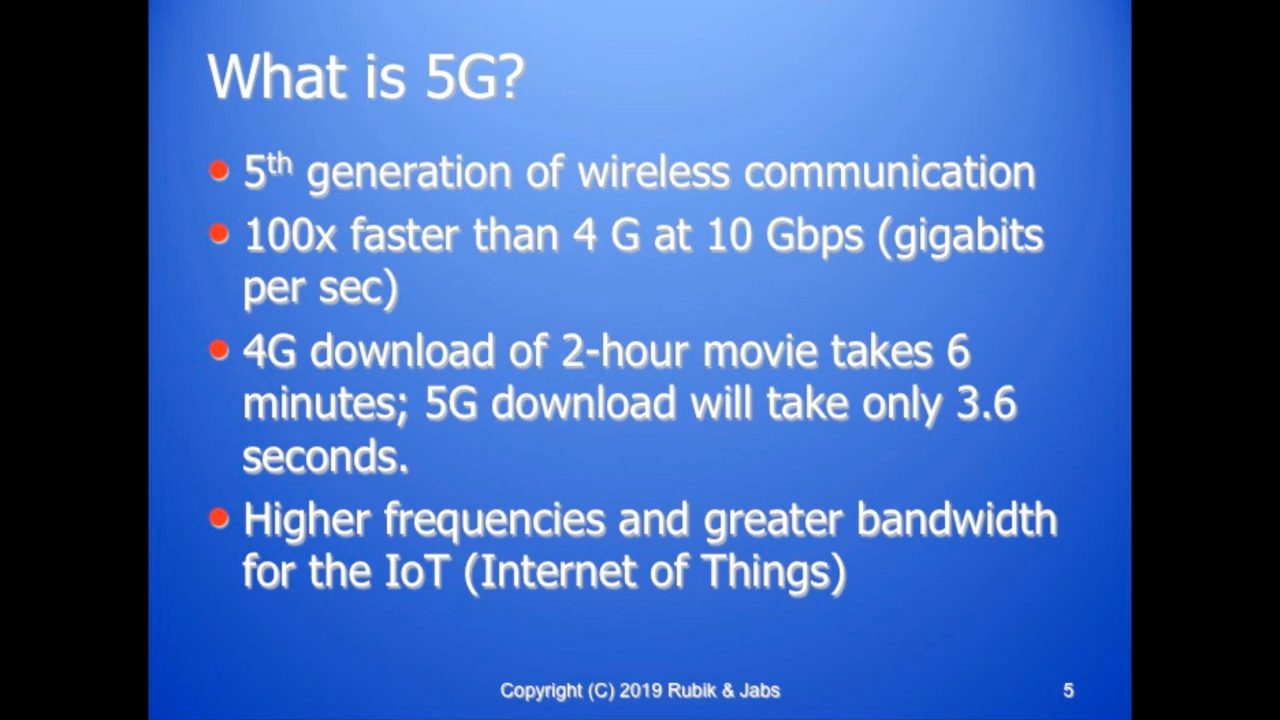 What is 5G?
5th generation of wireless communication
100x faster than 4 G at 10 Gbps (gigabits
per sec)
4G download of 2-hour movie takes 6
minutes; 5G download will take only 3.6
seconds.
Higher frequencies and greater bandwidth
for the IoT (Internet of Things)
Copyright (C) 2019 Rubik & Jabs
5